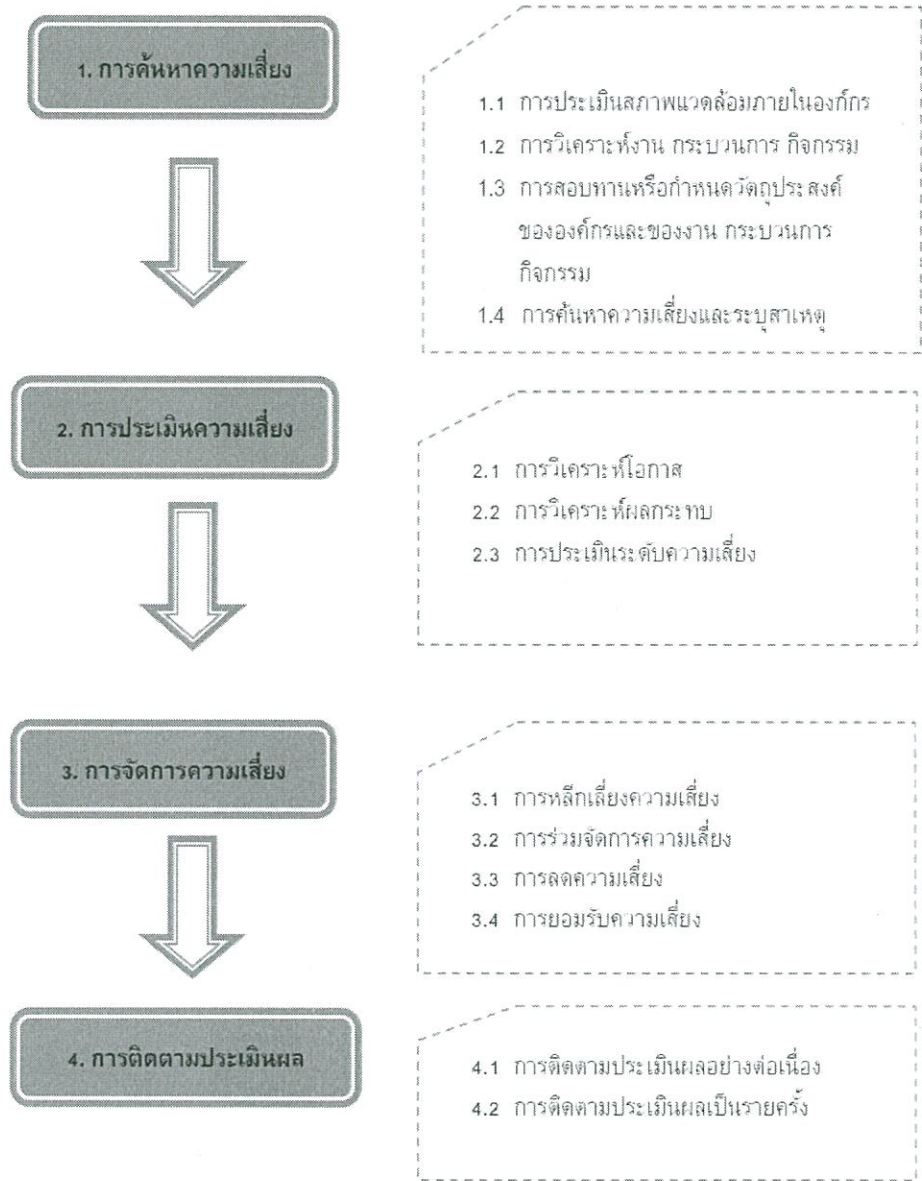 1. การค้นหาความเสี่ยง
1.1 การประเมินสภาพแวดล้อมภายในองค์กร
1.2 การวิเคราะห์งาน กระบวนการ กิจกรรม
1.3 การสอบทานหรือกำหนดวัตถุประสงค์
ขององค์กรและของงาน กระบวนการ
กิจกรรม
1.4 การค้นหาความเสี่ยงและระบุสาเหตุ
2. การประเมินความเสี่ยง
2.1 การวิเคราะห์โอกาส
2.2 การวิเคราะห์ผลกระทบ
2.3 การประเมินระดับความเสี่ยง
3. การจัดการความเสี่ยง
3.1 การหลีกเลี่ยงความเสี่ยง
3.2 การร่วมจัดการความเสี่ยง
3.3 การลดความเสี่ยง
3.4 การยอมรับความเสี่ยง
4. การติดตามประเมินผล
4.1 การติดตามประเมินผลอย่างต่อเนื่อง
4.2 การติดตามประเมินผลเป็นรายครั้ง